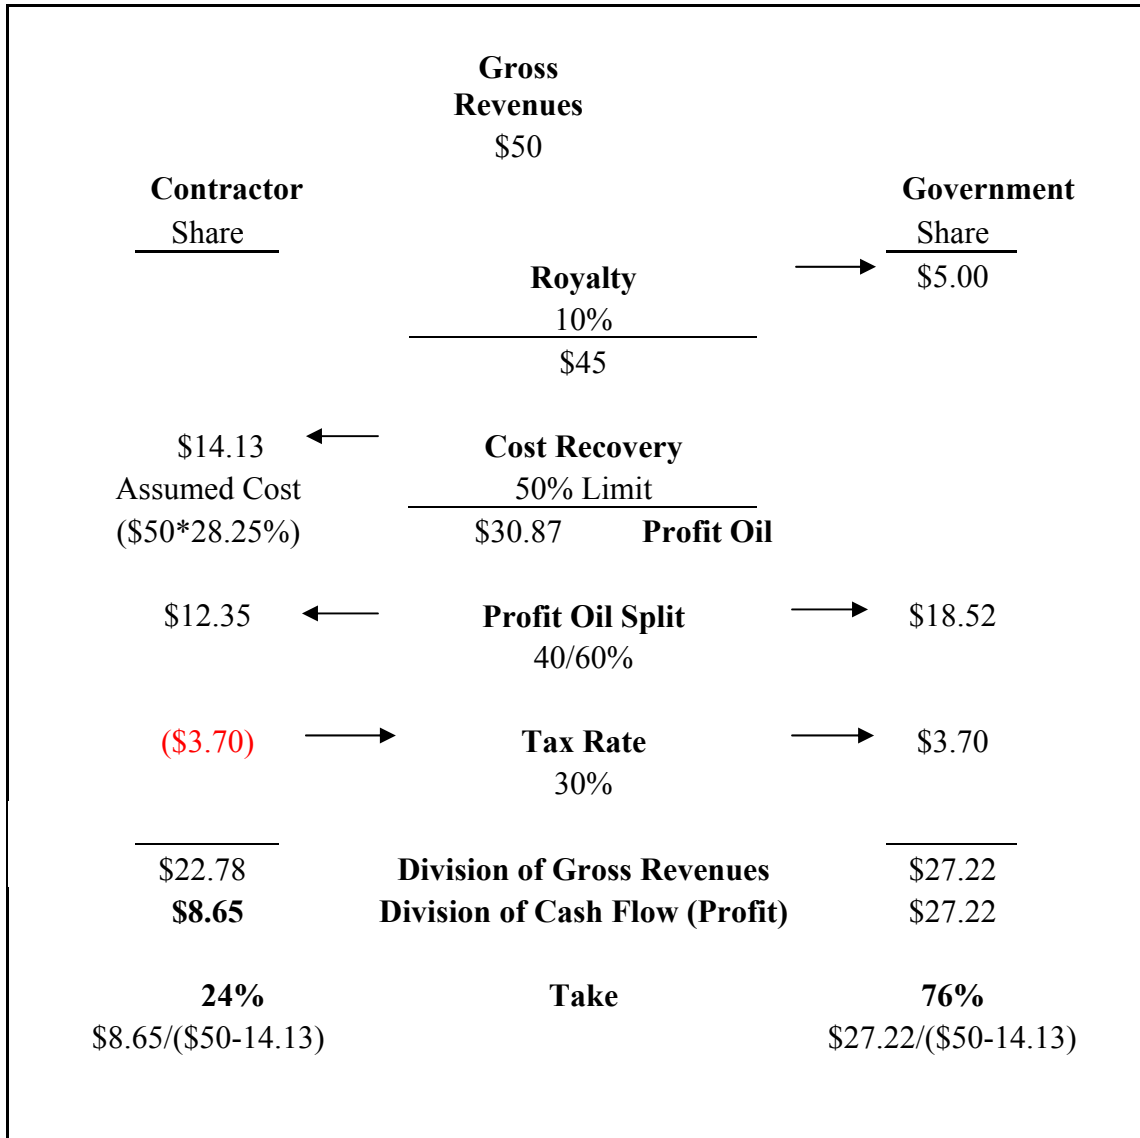 Gross
Revenues
$50
Contractor Government
Share Share
Royalty $5.00
10%
$45
$14.13 Cost Recovery
Assumed Cost 50% Limit
($50*28.25%) $30.87 Profit Oil
$12.35 Profit Oil Split $18.52
40/60%
($3.70) Tax Rate $3.70
30%
$22.78 Division of Gross Revenues $27.22
$8.65 Division of Cash Flow (Profit) $27.22
24% Take 76%
$8.65/($50-14.13) $27.22/($50-14.13)